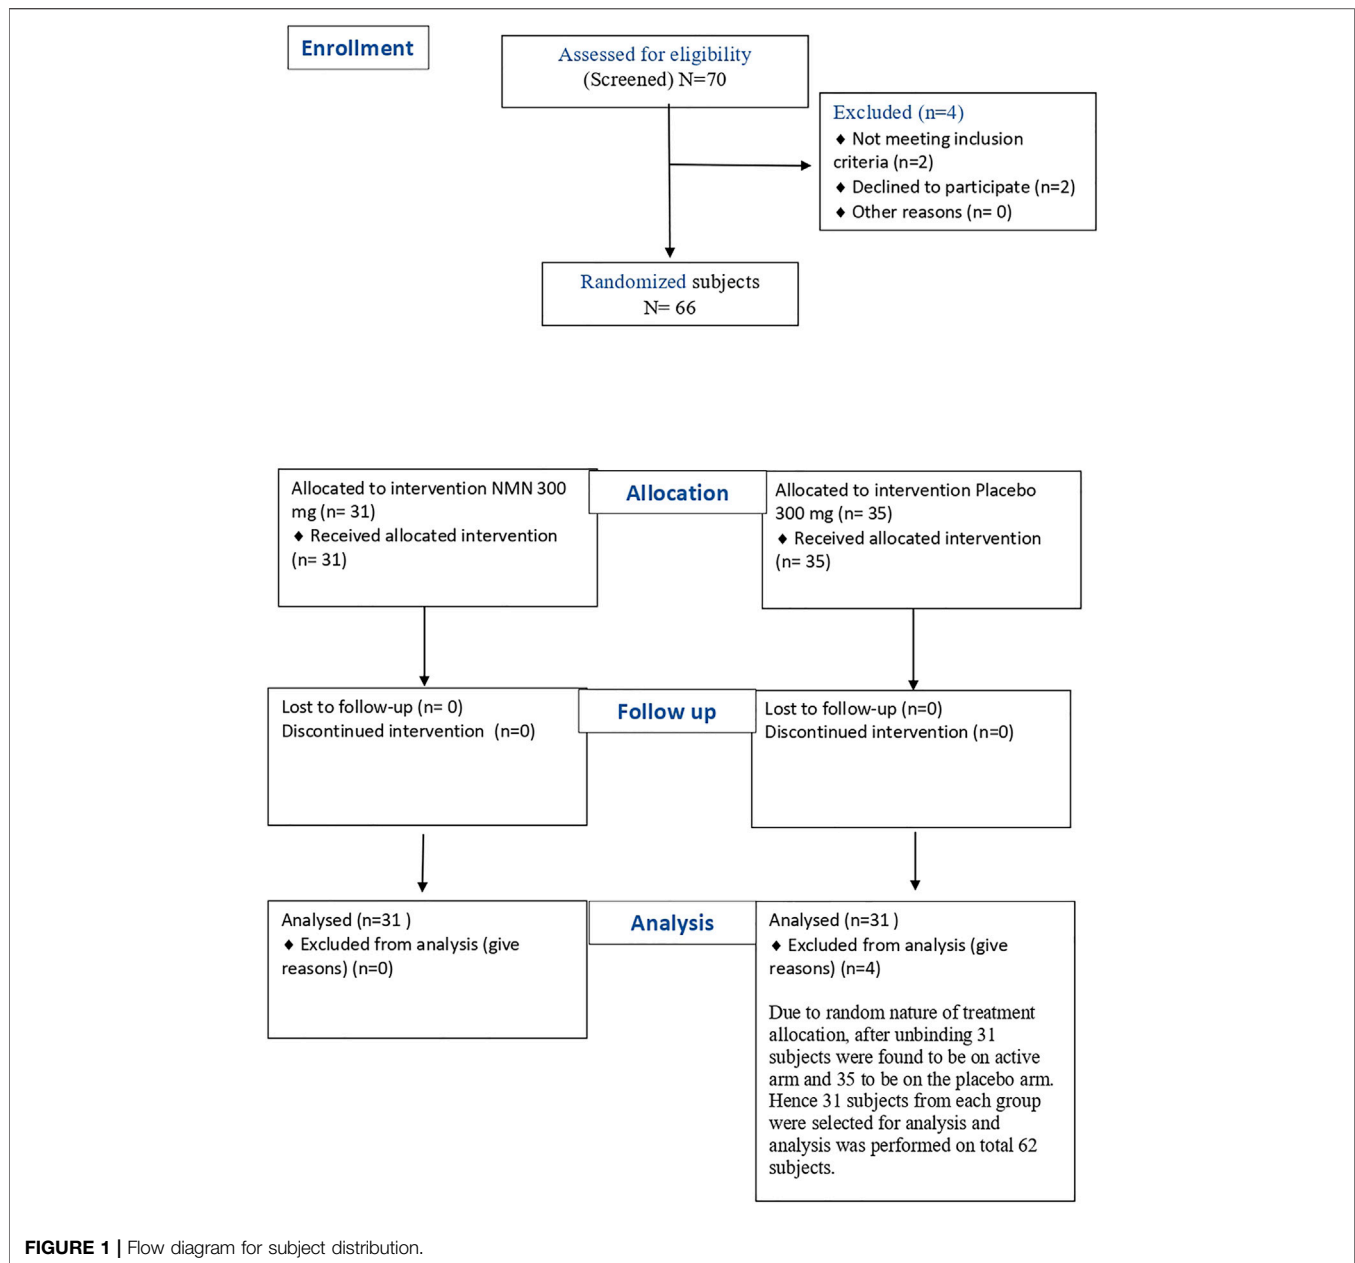 Enrollment
Assessed for eligibility
(Screened) N=70
Excluded (n=4)
♦ Not meeting inclusion
criteria (n=2)
♦ Declined to participate (n=2)
♦ Other reasons (n= 0)
Randomized subjects
N= 66
Allocated to intervention NMN 300
mg (n= 31)
♦ Received allocated intervention
(n= 31)
Allocation
Allocated to intervention Placebo
300 mg (n= 35)
♦ Received allocated intervention
(n= 35)
Lost to follow-up (n= 0)
Discontinued intervention (n=0)
Follow up
Lost to follow-up (n=0)
Discontinued intervention (n=0)
Analysed (n=31 )
♦ Excluded from analysis (give
reasons) (n=0)
Analysis
Analysed (n=31 )
♦ Excluded from analysis (give
reasons) (n=4)
Due to random nature of treatment
allocation, after unbinding 31
subjects were found to be on active
arm and 35 to be on the placebo arm.
Hence 31 subjects from each group
were selected for analysis and
analysis was performed on total 62
subjects.
FIGURE 1 | Flow diagram for subject distribution.